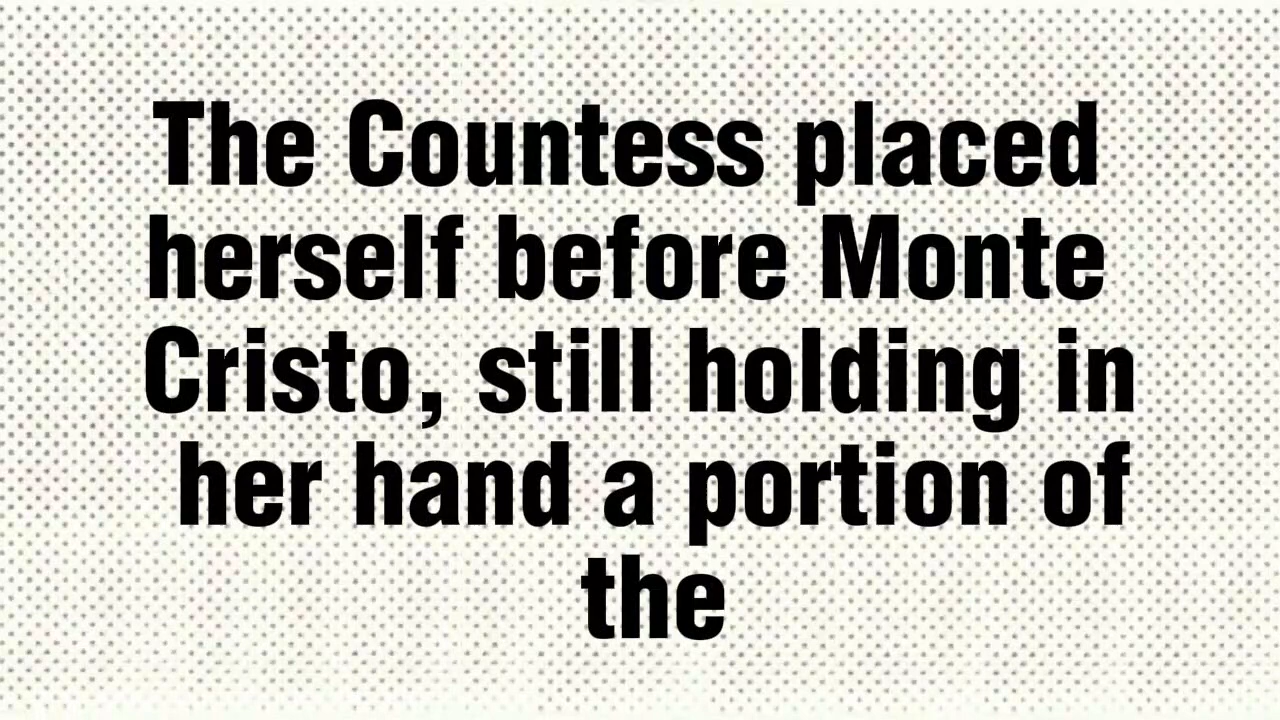 The Countess placed
herself before Monte
Cristo, still holding in
her hand a portion of
the